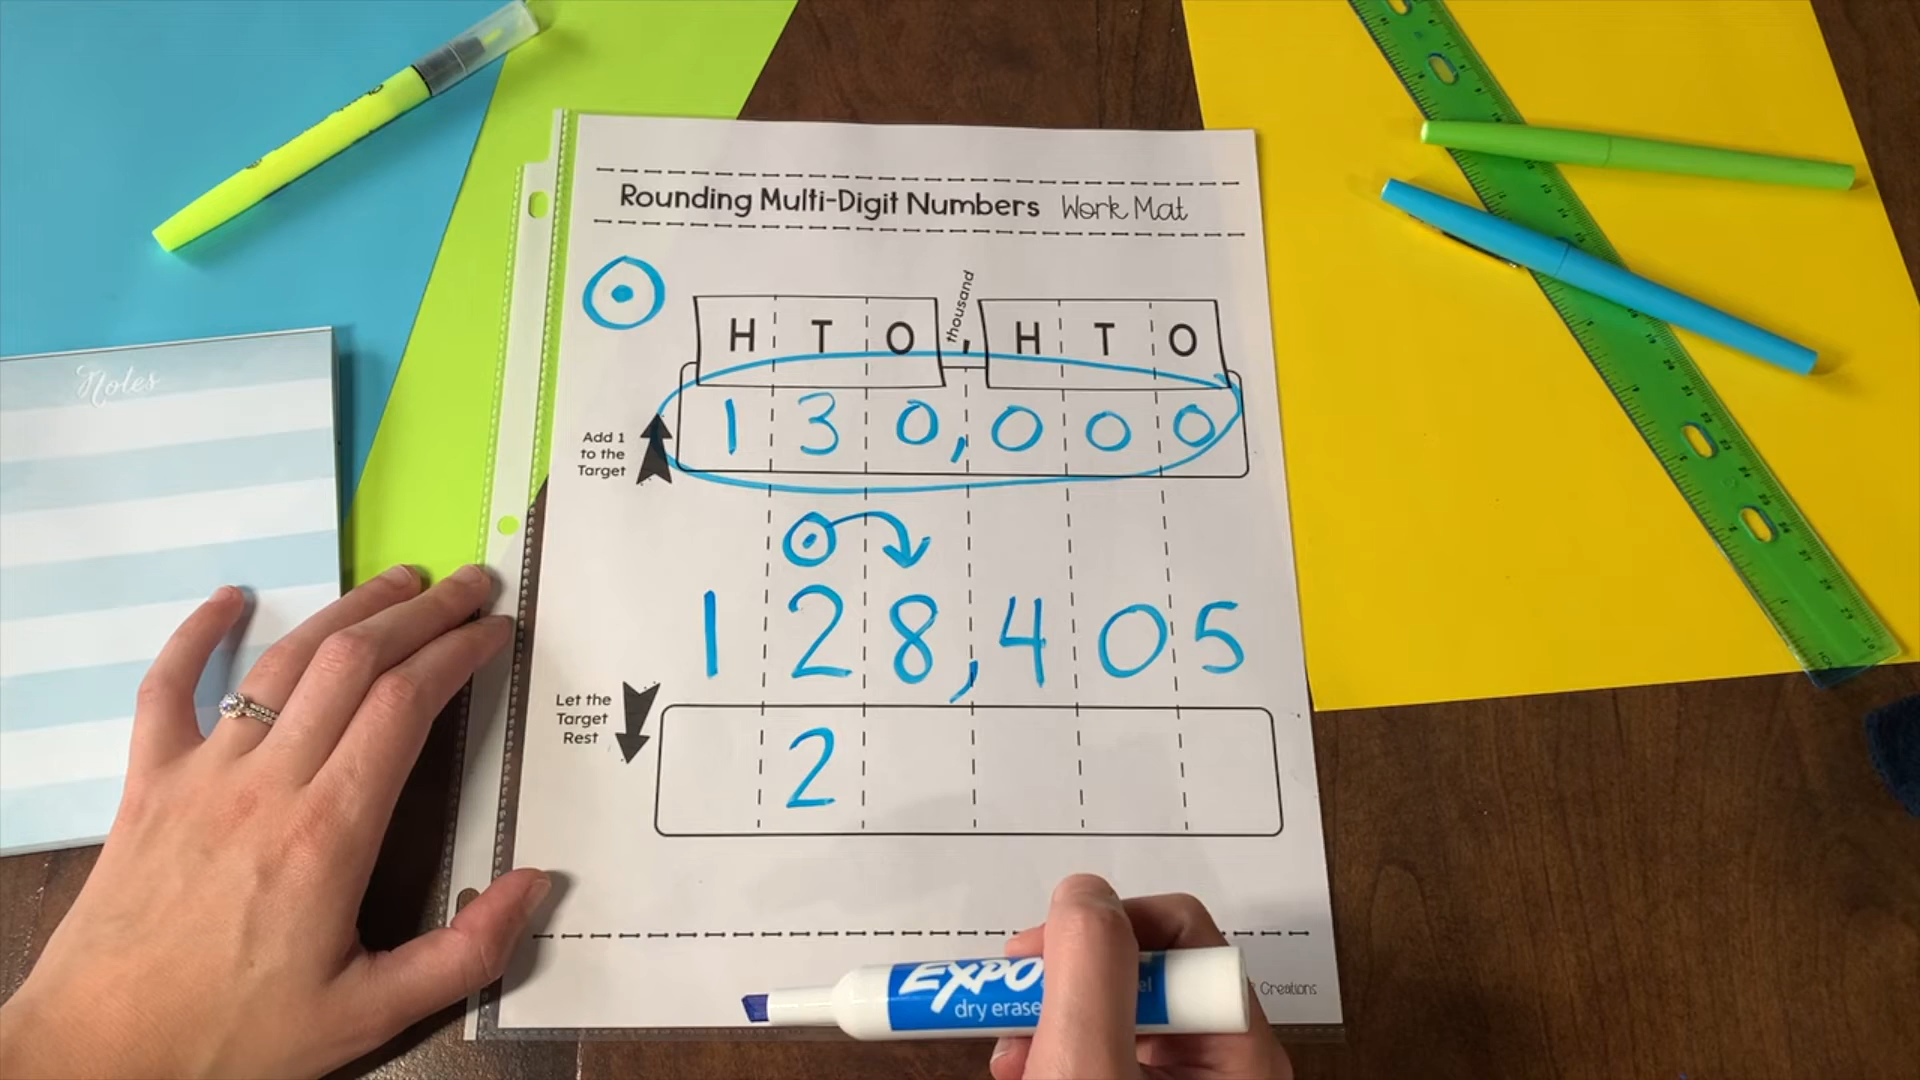 Notes
Rounding Multi-Digit Numbers Work Mat
H T O , thousand H T O
Add 1
to the
Target
1 3 0 , 0 0 0
1 2 8 , 4 0 5
Let the
Target
Rest
2
EXPO
dry erase
Creations